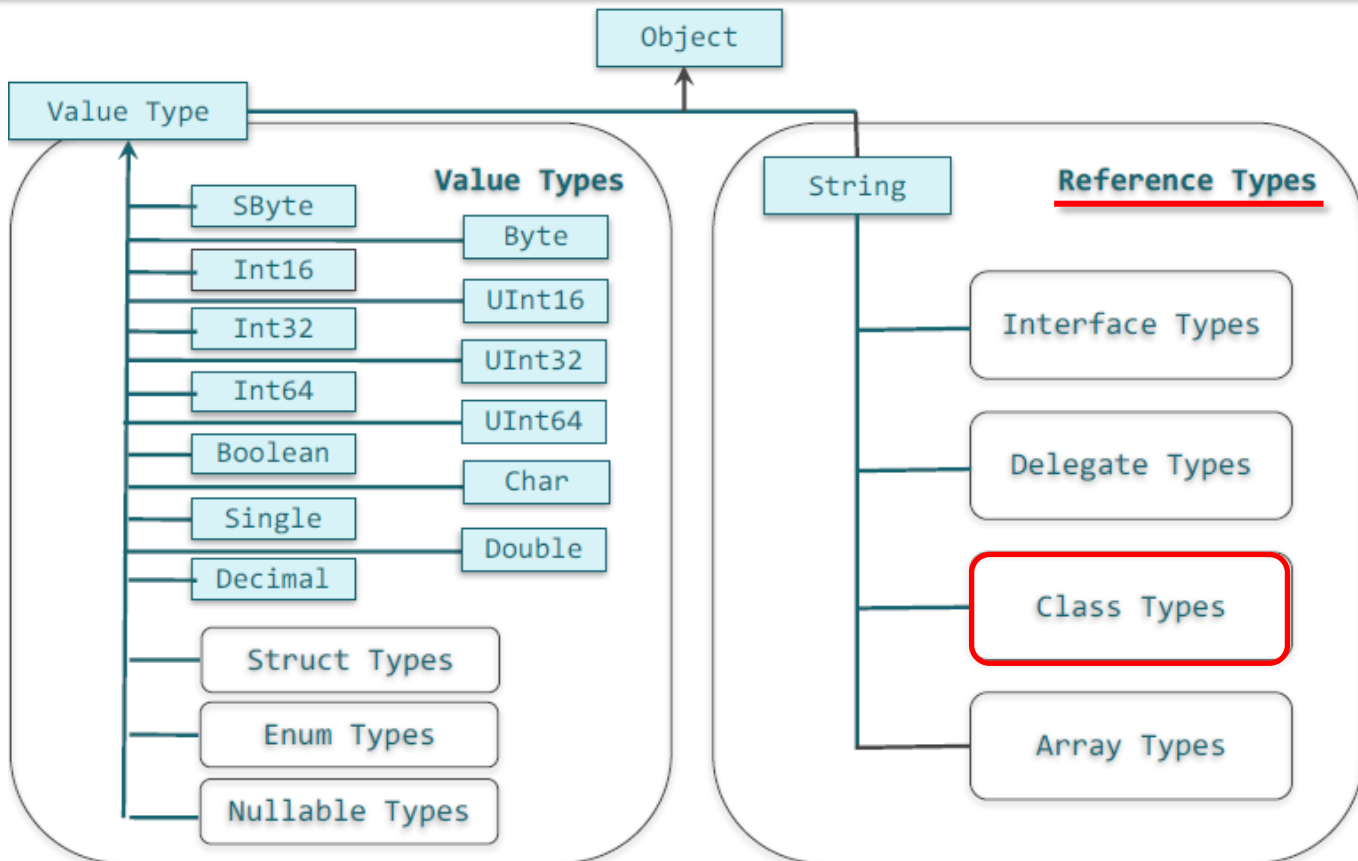 Object
Value Type
Value Types
SByte
Byte
Int16
UInt16
Int32
UInt32
Int64
UInt64
Boolean
Char
Single
Double
Decimal
Struct Types
Enum Types
Nullable Types
String
Reference Types
Interface Types
Delegate Types
Class Types
Array Types